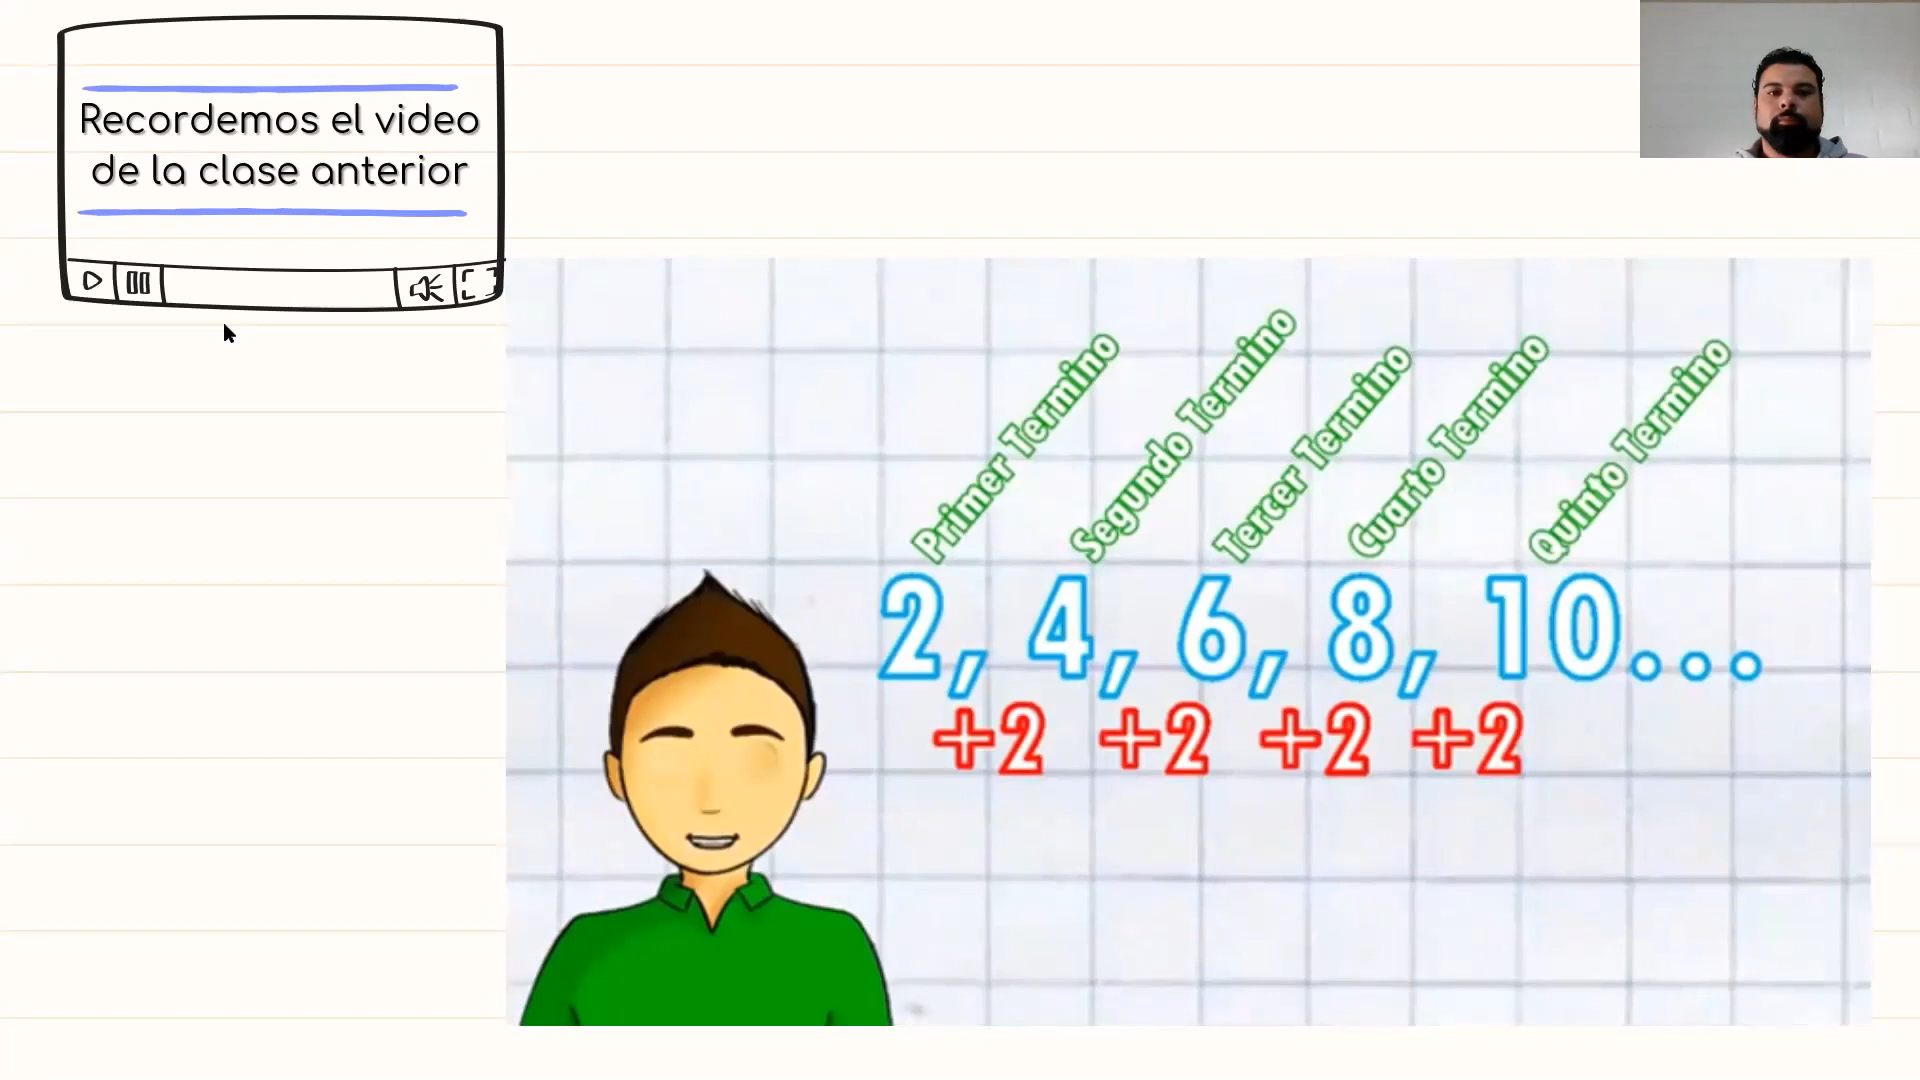 Recordemos el video
de la clase anterior
Primer Termino
Segundo Termino
Tercer Termino
Cuarto Termino
Quinto Termino
2, 4, 6, 8, 10...
+2 +2 +2 +2